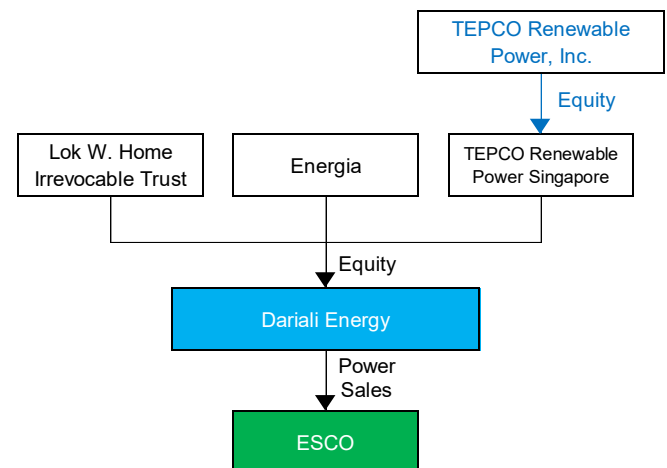 TEPCO Renewable
Power, Inc.
Equity
Lok W. Home
Irrevocable Trust
Energia
TEPCO Renewable
Power Singapore
Equity
Dariali Energy
Power
Sales
ESCO